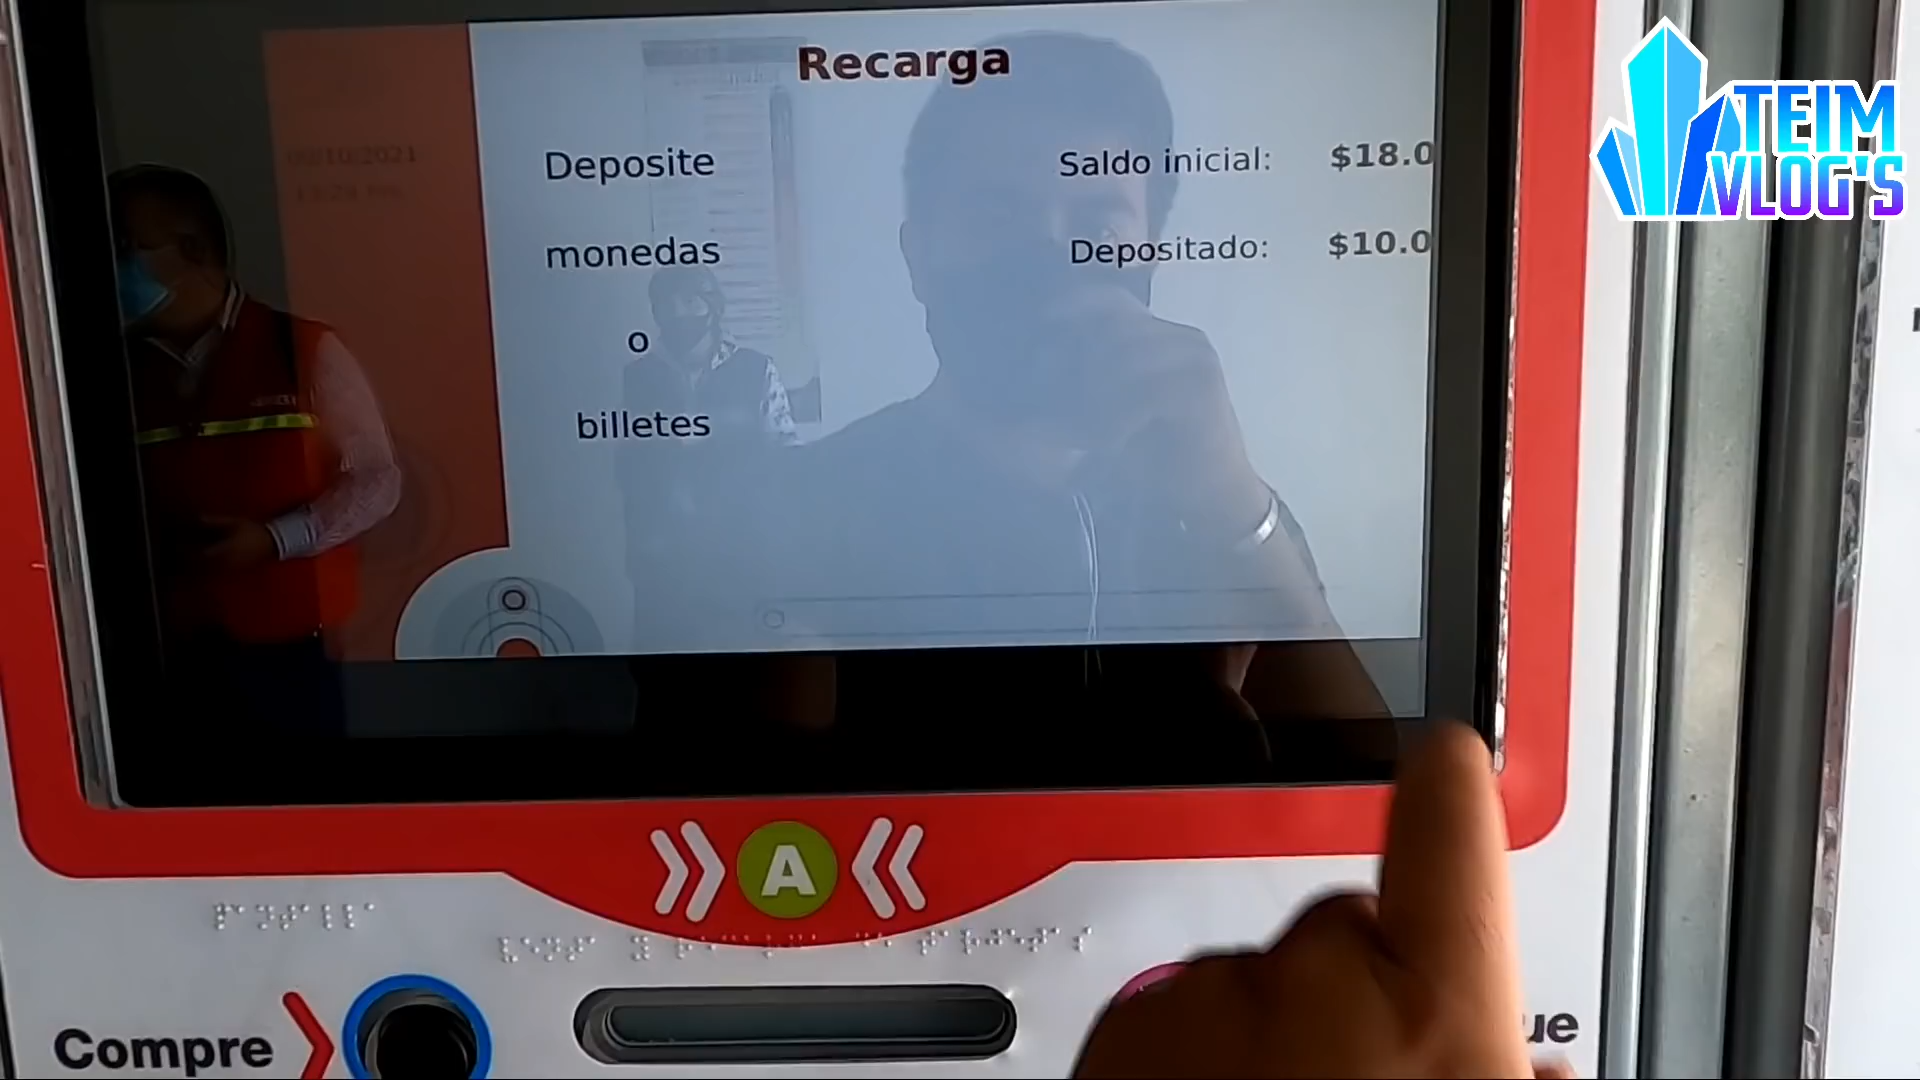 Recarga
Deposite
monedas
o
billetes
Saldo inicial: $18.0
Depositado: $10.0
A
Compre
ue
TEIM
VLOG'S